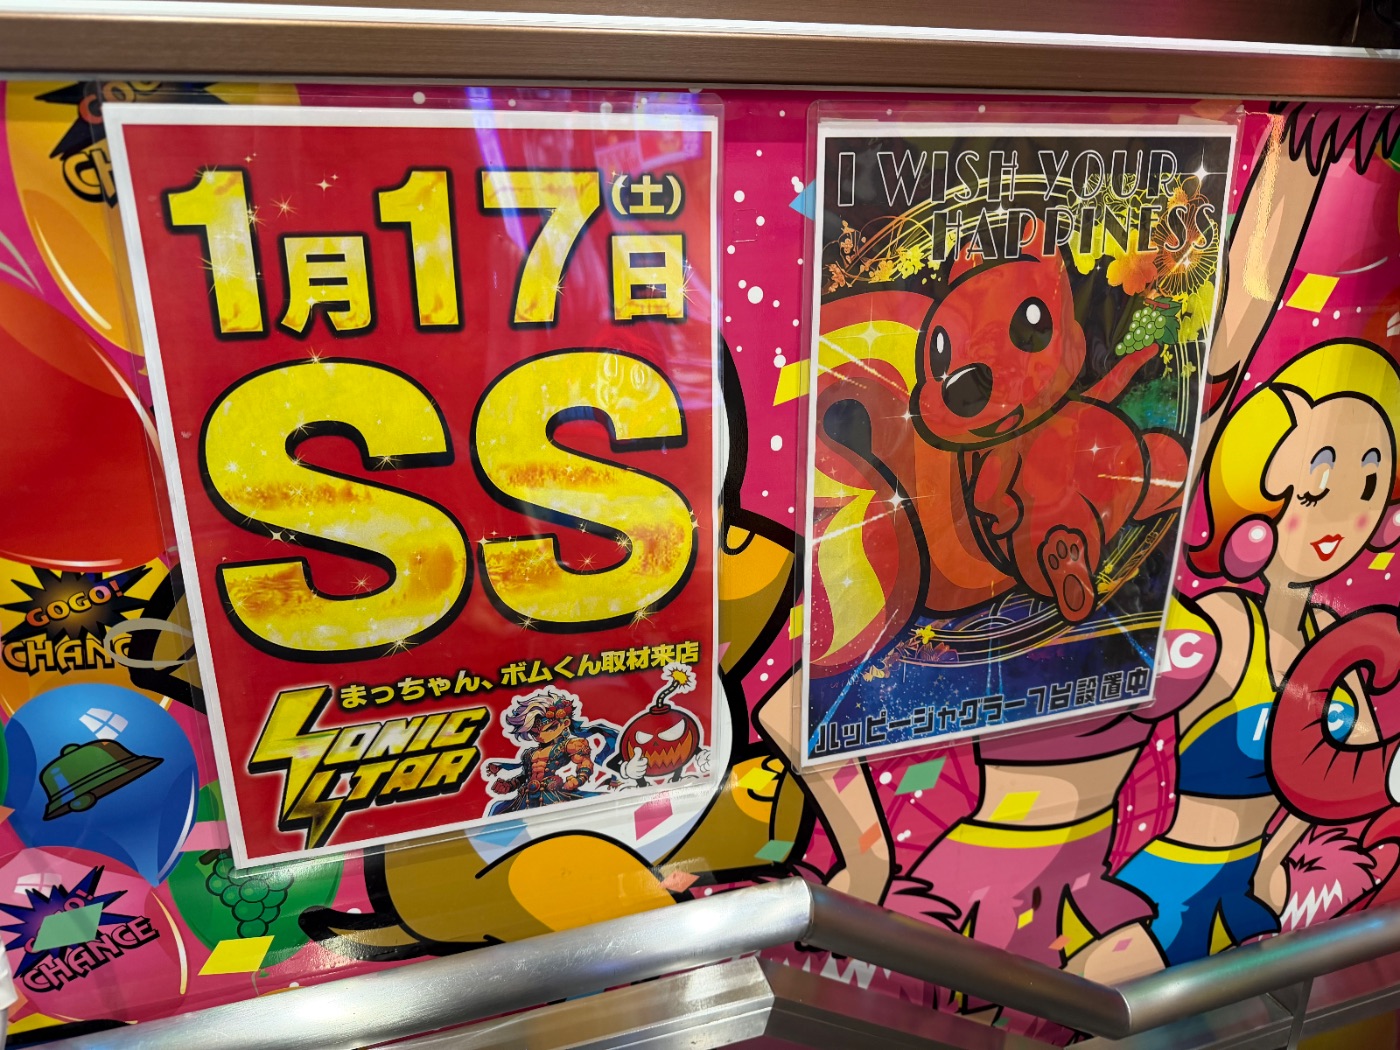 1月17日(土)
SS
まっちゃん、ボムくん取材来店
SONIC
STAR
I WISH YOUR
HAPPINESS
ハッピージャグラー7台設置中
CHANC
GOGO!
CHANC
CHANCE